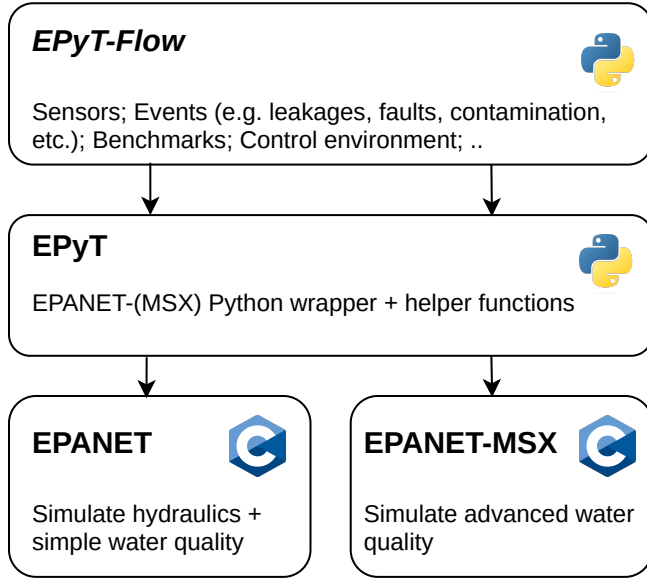 EPyT-Flow
Sensors; Events (e.g. leakages, faults, contamination,
etc.); Benchmarks; Control environment; ..
EPyT
EPANET-(MSX) Python wrapper + helper functions
EPANET
C
Simulate hydraulics +
simple water quality
EPANET-MSX
C
Simulate advanced water
quality